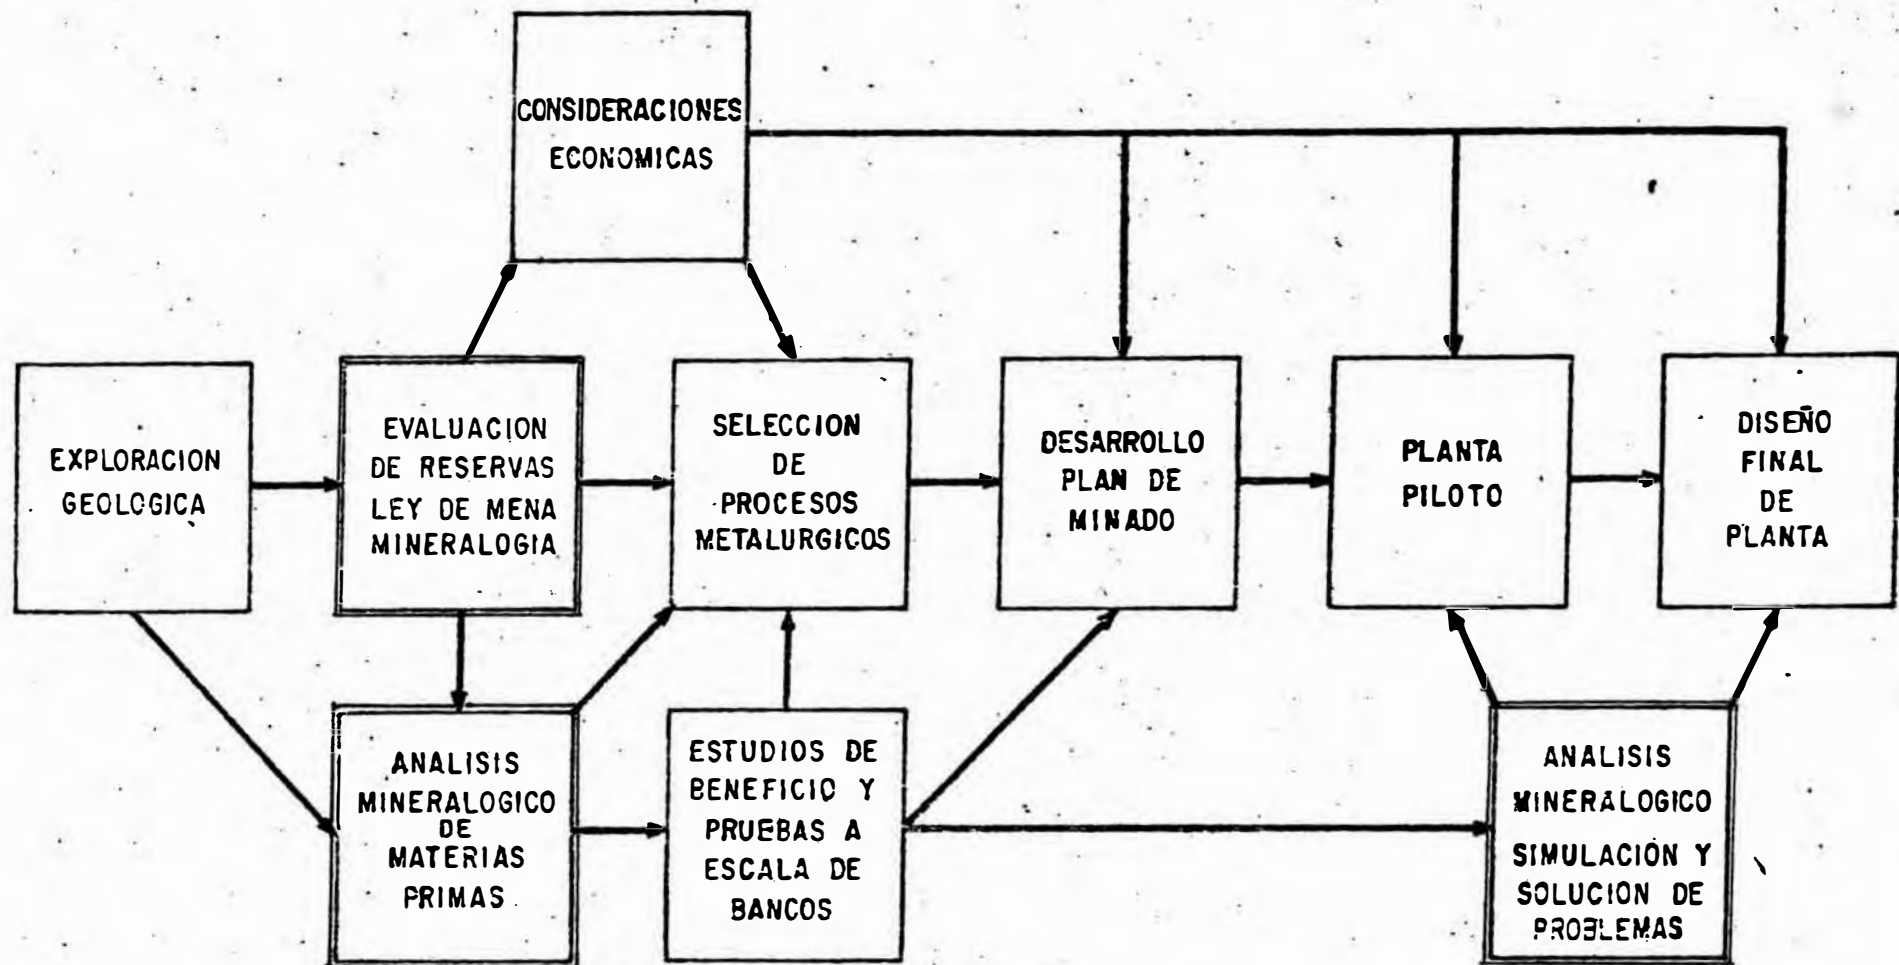 CONSIDERACIONES
ECONOMICAS
EXPLORACION
GEOLOGICA
EVALUACION
DE RESERVAS
LEY DE MENA
MINERALOGIA
SELECCION
DE
PROCESOS
METALURGICOS
DESARROLLO
PLAN DE
MINADO
PLANTA
PILOTO
DISEÑO
FINAL
DE
PLANTA
ANALISIS
MINERALOGICO
DE
MATERIAS
PRIMAS
ESTUDIOS DE
BENEFICIO Y
PRUEBAS A
ESCALA DE
BANCOS
ANALISIS
MINERALOGICO
SIMULACIÓN Y
SOLUCION DE
PROBLEMAS